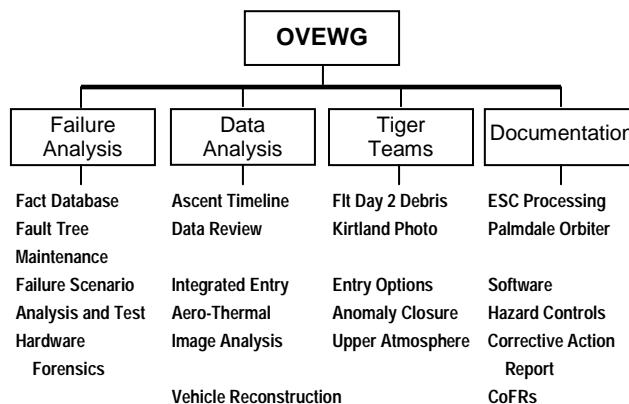 OVEWG
Failure
Analysis
Data
Analysis
Tiger
Teams
Documentation
Fact Database
Fault Tree
Maintenance
Failure Scenario
Analysis and Test
Hardware
Forensics
Ascent Timeline
Data Review
Integrated Entry
Aero-Thermal
Image Analysis
Vehicle Reconstruction
Flt Day 2 Debris
Kirtland Photo
Entry Options
Anomaly Closure
Upper Atmosphere
ESC Processing
Palmdale Orbiter
Software
Hazard Controls
Corrective Action
Report
CoFRs